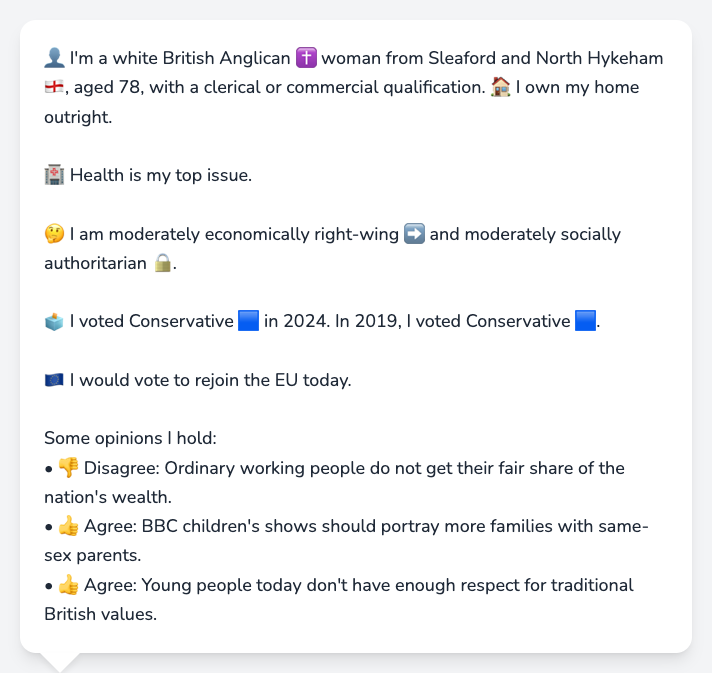 👤 I'm a white British Anglican ✝️ woman from Sleaford and North Hykeham
🏴󠁧󠁢󠁥󠁮󠁧󠁿, aged 78, with a clerical or commercial qualification. 🏠 I own my home
outright.
🏥 Health is my top issue.
🤔 I am moderately economically right-wing ➡️ and moderately socially
authoritarian 🔒.
🗳️ I voted Conservative 🟦 in 2024. In 2019, I voted Conservative 🟦.
🇪🇺 I would vote to rejoin the EU today.
Some opinions I hold:
• 👎 Disagree: Ordinary working people do not get their fair share of the
nation's wealth.
• 👍 Agree: BBC children's shows should portray more families with same-
sex parents.
• 👍 Agree: Young people today don't have enough respect for traditional
British values.